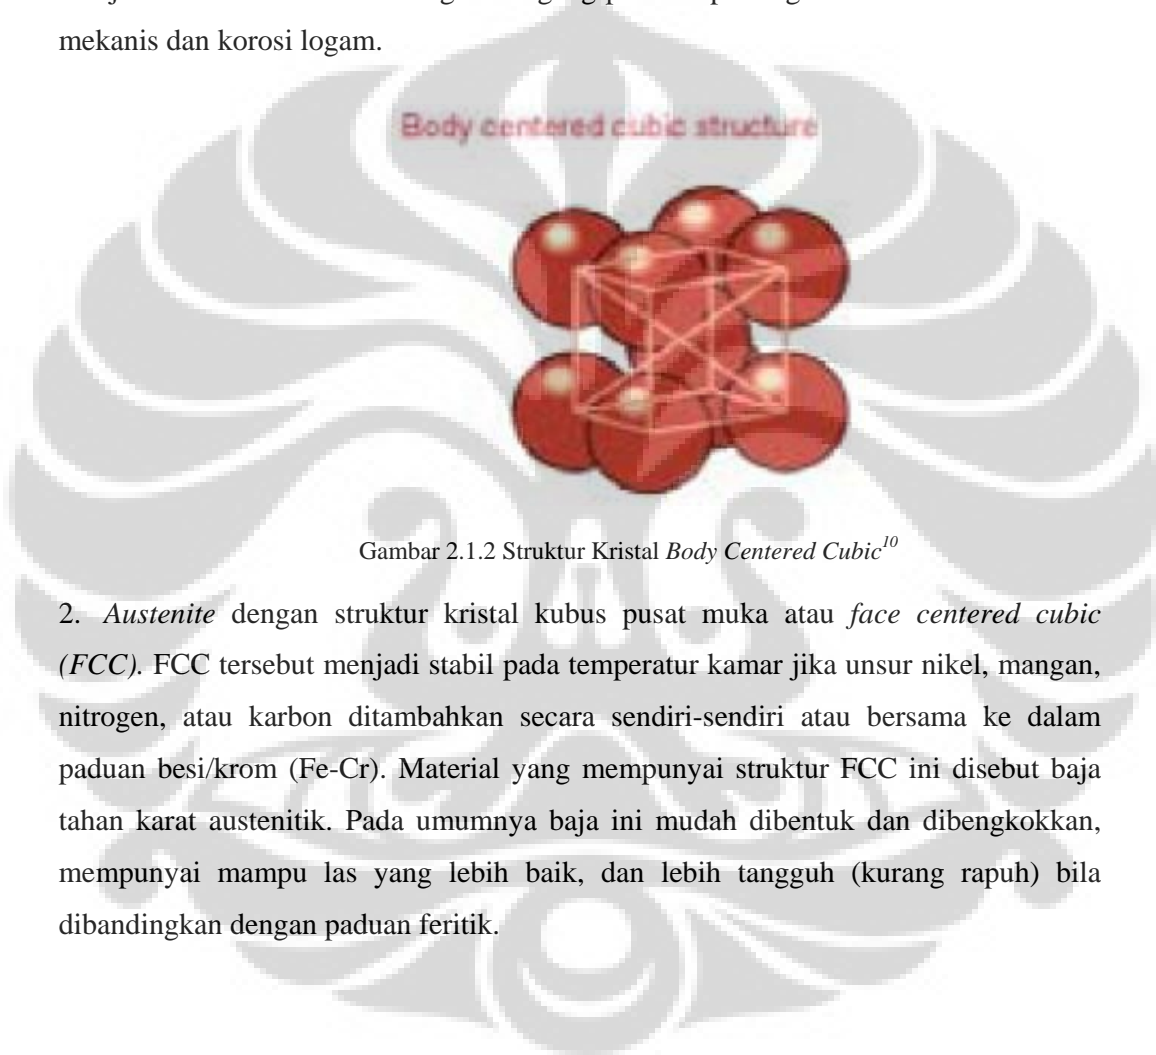 mekanis dan korosi logam.
Body centered cubic structure
Gambar 2.1.2 Struktur Kristal Body Centered Cubic10
2. Austenite dengan struktur kristal kubus pusat muka atau face centered cubic
(FCC). FCC tersebut menjadi stabil pada temperatur kamar jika unsur nikel, mangan,
nitrogen, atau karbon ditambahkan secara sendiri-sendiri atau bersama ke dalam
paduan besi/krom (Fe-Cr). Material yang mempunyai struktur FCC ini disebut baja
tahan karat austenitik. Pada umumnya baja ini mudah dibentuk dan dibengkokkan,
mempunyai mampu las yang lebih baik, dan lebih tangguh (kurang rapuh) bila
dibandingkan dengan paduan feritik.